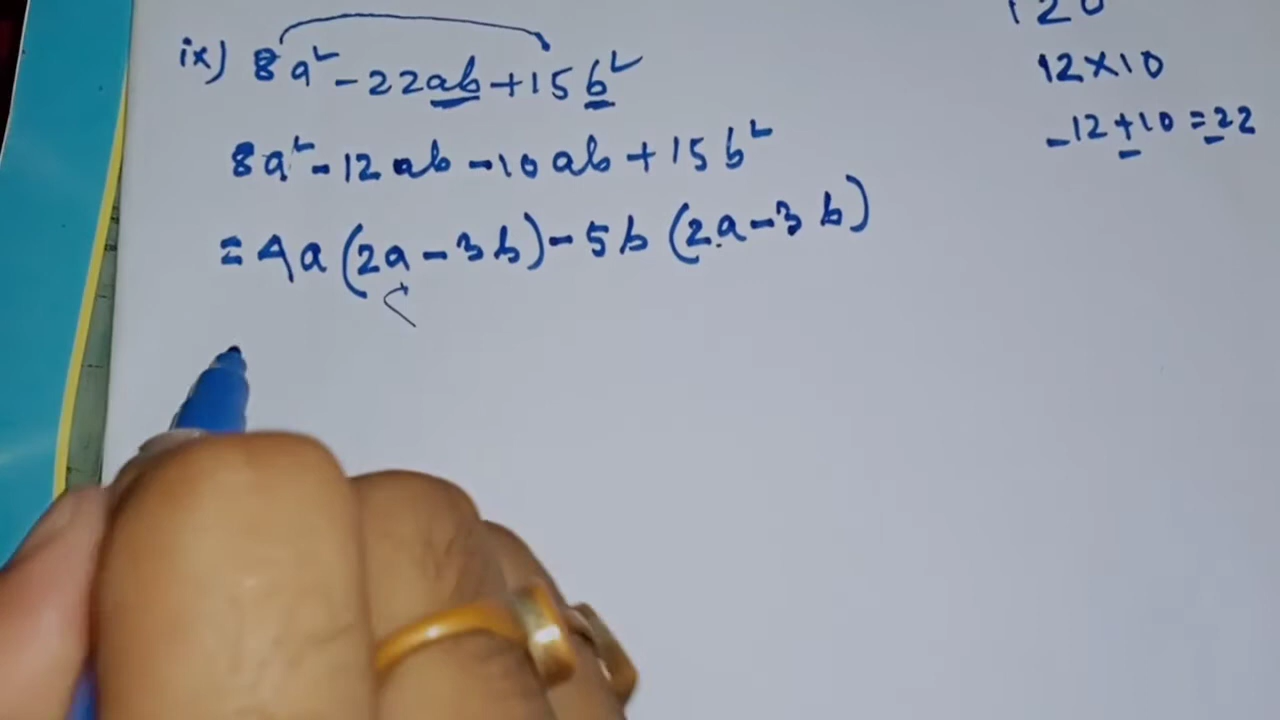 ix) 8a² - 22ab + 15b²
8a² - 12ab - 10ab + 15b²
= 4a (2a - 3b) - 5b (2a - 3b)
120
12×10
-12 + 10 = 22